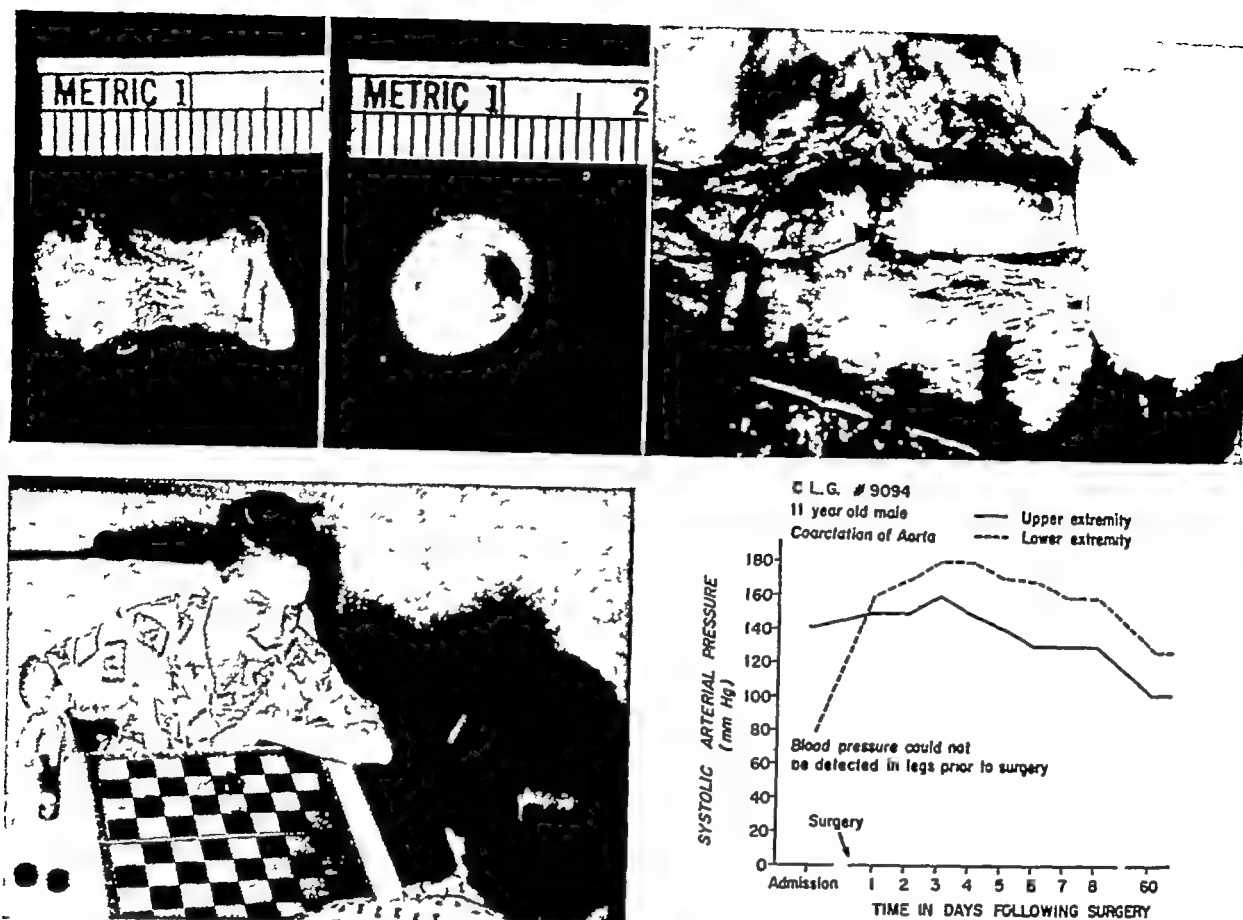 METRIC 1
METRIC 1 2
C L.G. # 9094
11 year old male
Coarctation of Aorta
Upper extremity
Lower extremity
SYSTOLIC ARTERIAL PRESSURE
(mm Hg)
180
160
140
120
100
80
60
40
20
0
Blood pressure could not
be detected in legs prior to surgery
Surgery
Admission 1 2 3 4 5 6 7 8 60
TIME IN DAYS FOLLOWING SURGERY